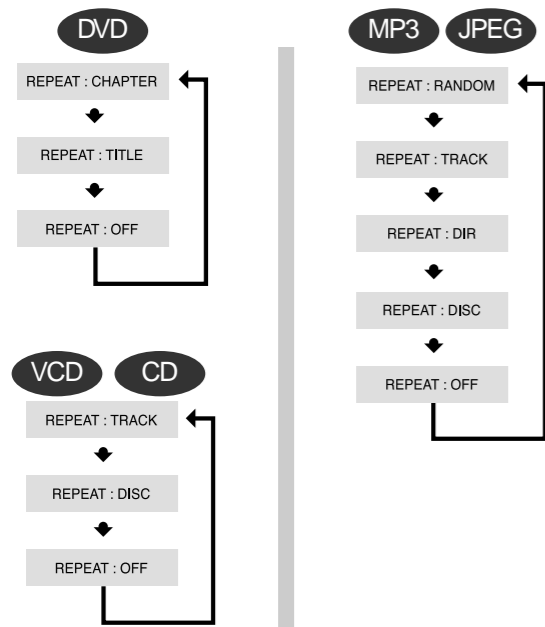 DVD
REPEAT : CHAPTER
REPEAT : TITLE
REPEAT : OFF
VCD CD
REPEAT : TRACK
REPEAT : DISC
REPEAT : OFF
MP3 JPEG
REPEAT : RANDOM
REPEAT : TRACK
REPEAT : DIR
REPEAT : DISC
REPEAT : OFF